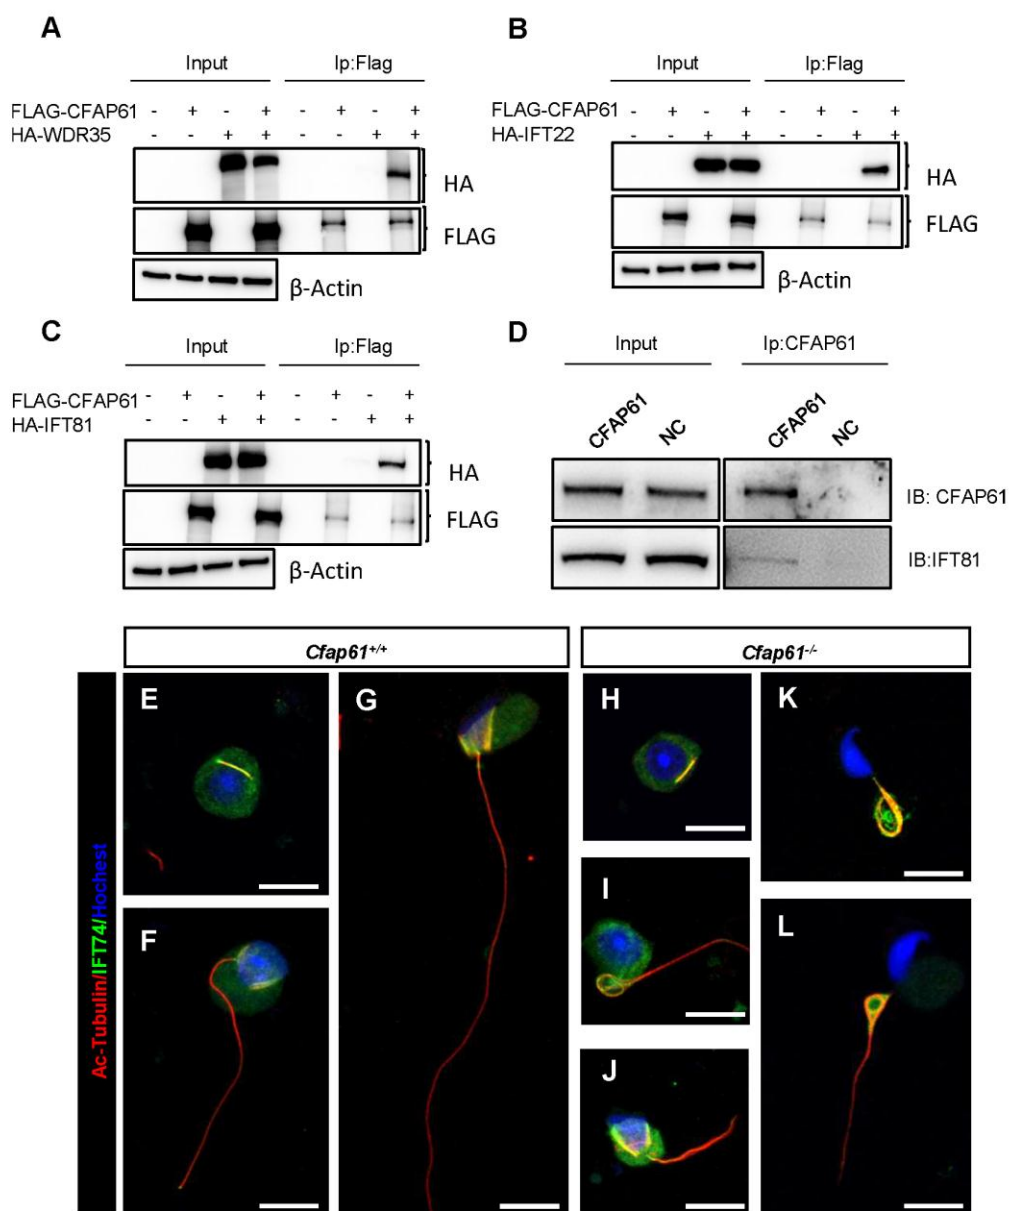 A
Input Ip:Flag
FLAG-CFAP61 - + - + - + - +
HA-WDR35 - - + + - - + +
HA
FLAG
β-Actin
B
Input Ip:Flag
FLAG-CFAP61 - + - + - + - +
HA-IFT22 - - + + - - + +
HA
FLAG
β-Actin
C
Input Ip:Flag
FLAG-CFAP61 - + - + - + - +
HA-IFT81 - - + + - - + +
HA
FLAG
β-Actin
D
Input Ip:CFAP61
CFAP61 NC CFAP61 NC
IB: CFAP61
IB:IFT81
Cfap61+/+ Cfap61-/-
Ac-Tubulin/IFT74/Hochest
E
G
H
K
F
I
L
J